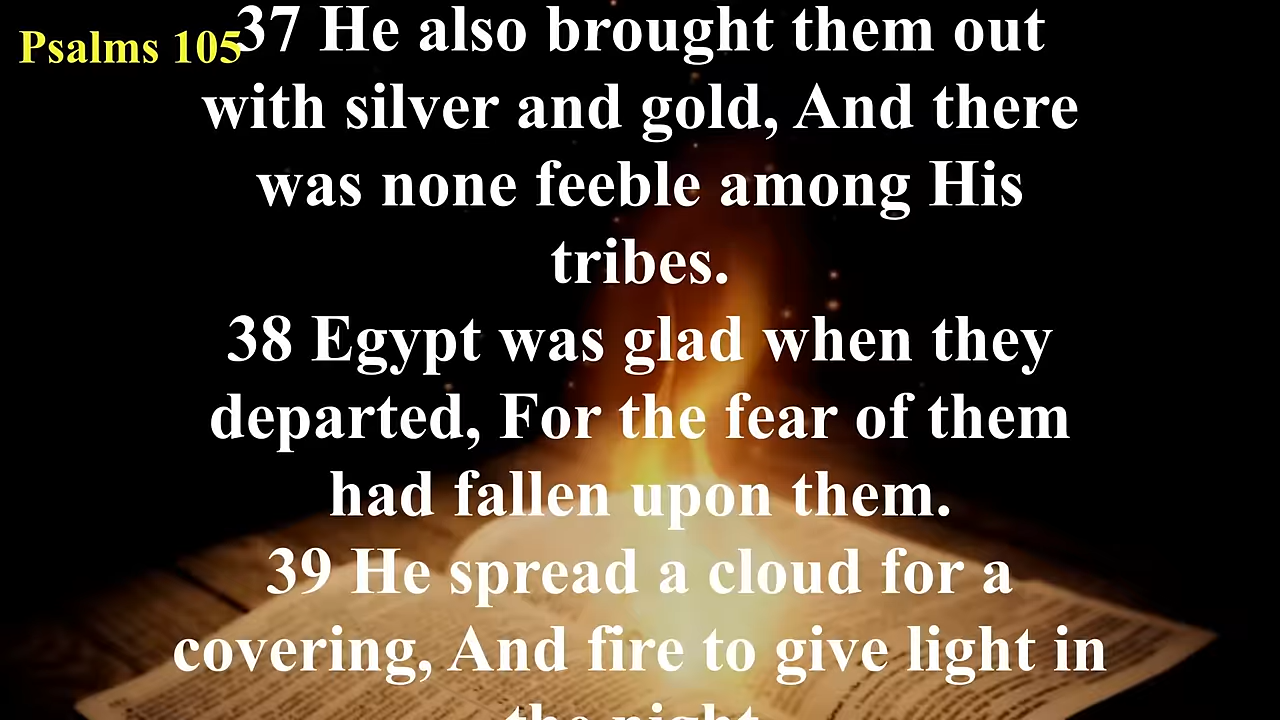 Psalms 105
37 He also brought them out
with silver and gold, And there
was none feeble among His
tribes.
38 Egypt was glad when they
departed, For the fear of them
had fallen upon them.
39 He spread a cloud for a
covering, And fire to give light in
the night.